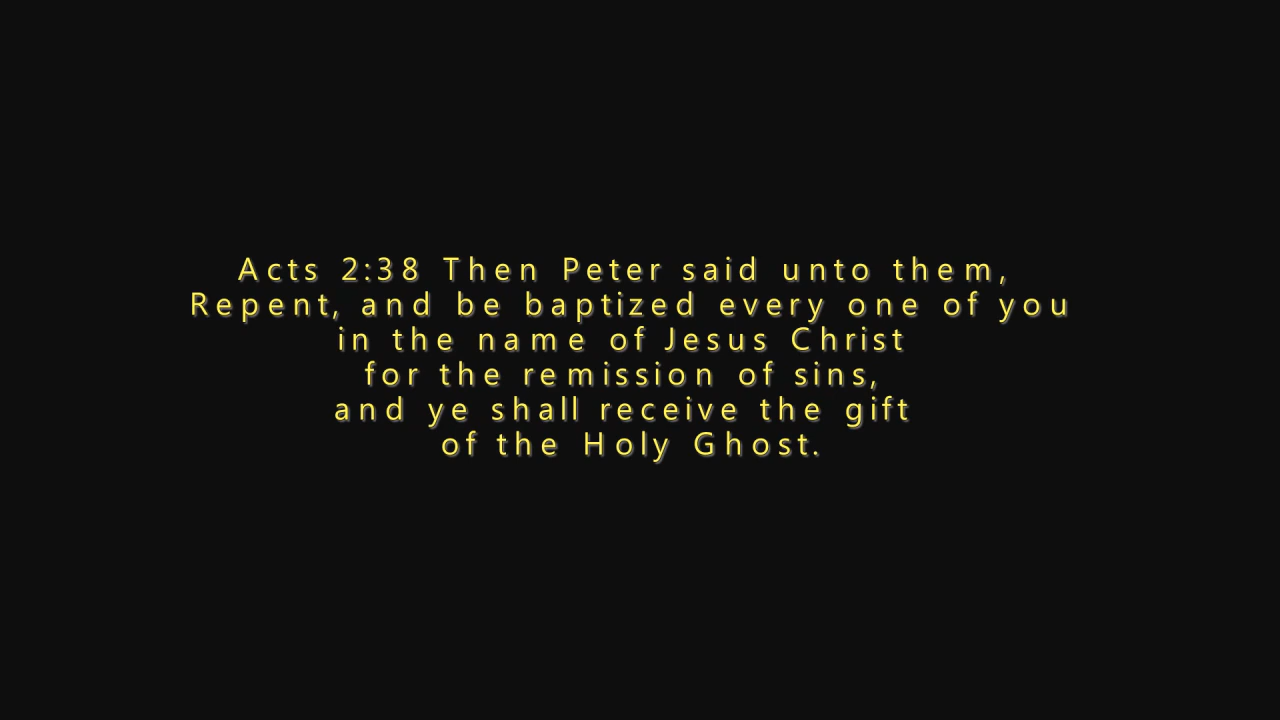 Acts 2:38 Then Peter said unto them,
Repent, and be baptized every one of you
in the name of Jesus Christ
for the remission of sins,
and ye shall receive the gift
of the Holy Ghost.